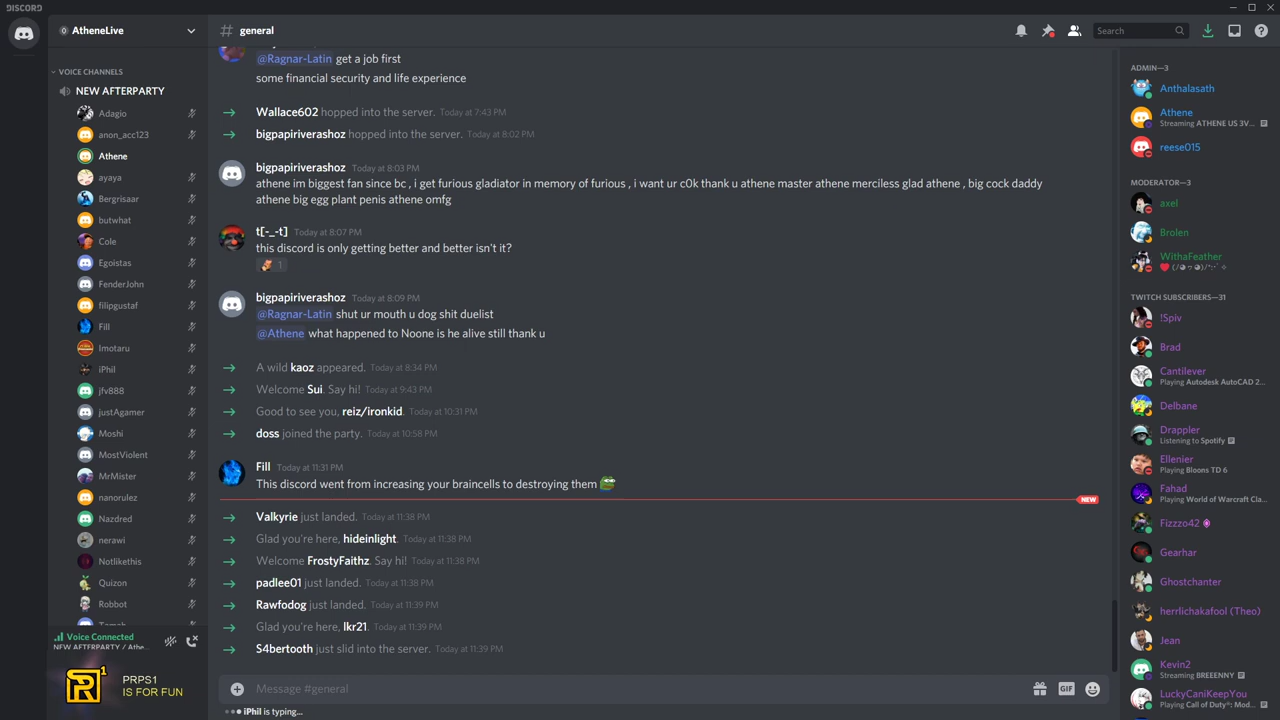 DISCORD
AtheneLive
# general
Search
VOICE CHANNELS
NEW AFTERPARTY
Adagio
anon_acc123
Athene
ayaya
Bergrisaar
butwhat
Cole
Egoistas
FenderJohn
filipgustaf
Fill
Imotaru
iPhil
jfv888
justAgamer
Moshi
MostViolent
MrMister
nanorulez
Nazdred
nerawi
Notlikethis
Quizon
Robbot
Voice Connected
NEW AFTERPARTY / Athe...
PRPS1
IS FOR FUN
@Ragnar-Latin get a job first
some financial security and life experience
Wallace602 hopped into the server. Today at 7:43 PM
bigpapiriverashoz hopped into the server. Today at 8:02 PM
bigpapiriverashoz Today at 8:03 PM
athene im biggest fan since bc , i get furious gladiator in memory of furious , i want ur c0k thank u athene master athene merciless glad athene , big cock daddy
athene big egg plant penis athene omfg
t[-_-t] Today at 8:07 PM
this discord is only getting better and better isn't it?
1
bigpapiriverashoz Today at 8:09 PM
@Ragnar-Latin shut ur mouth u dog shit duelist
@Athene what happened to Noone is he alive still thank u
A wild kaoz appeared. Today at 8:34 PM
Welcome Sui. Say hi! Today at 9:43 PM
Good to see you, reiz/ironkid. Today at 10:31 PM
doss joined the party. Today at 10:58 PM
Fill Today at 11:31 PM
This discord went from increasing your braincells to destroying them
NEW
Valkyrie just landed. Today at 11:38 PM
Glad you're here, hideinlight. Today at 11:38 PM
Welcome FrostyFaithz. Say hi! Today at 11:38 PM
padlee01 just landed. Today at 11:38 PM
Rawfodog just landed. Today at 11:39 PM
Glad you're here, lkr21. Today at 11:39 PM
S4bertooth just slid into the server. Today at 11:39 PM
Message #general
GIF
iPhil is typing...
ADMIN—3
Anthalasath
Athene
Streaming ATHENE US 3V...
reese015
MODERATOR—3
axel
Brolen
WithaFeather
TWITCH SUBSCRIBERS—31
!Spiv
Brad
Cantilever
Playing Autodesk AutoCAD 2...
Delbane
Drappler
Listening to Spotify
Ellenier
Playing Bloons TD 6
Fahad
Playing World of Warcraft Cla...
Fizzzo42
Gearhar
Ghostchanter
herrlichakafool (Theo)
Jean
Kevin2
Streaming BREEENNY
LuckyCaniKeepYou
Playing Call of Duty®: Mod...